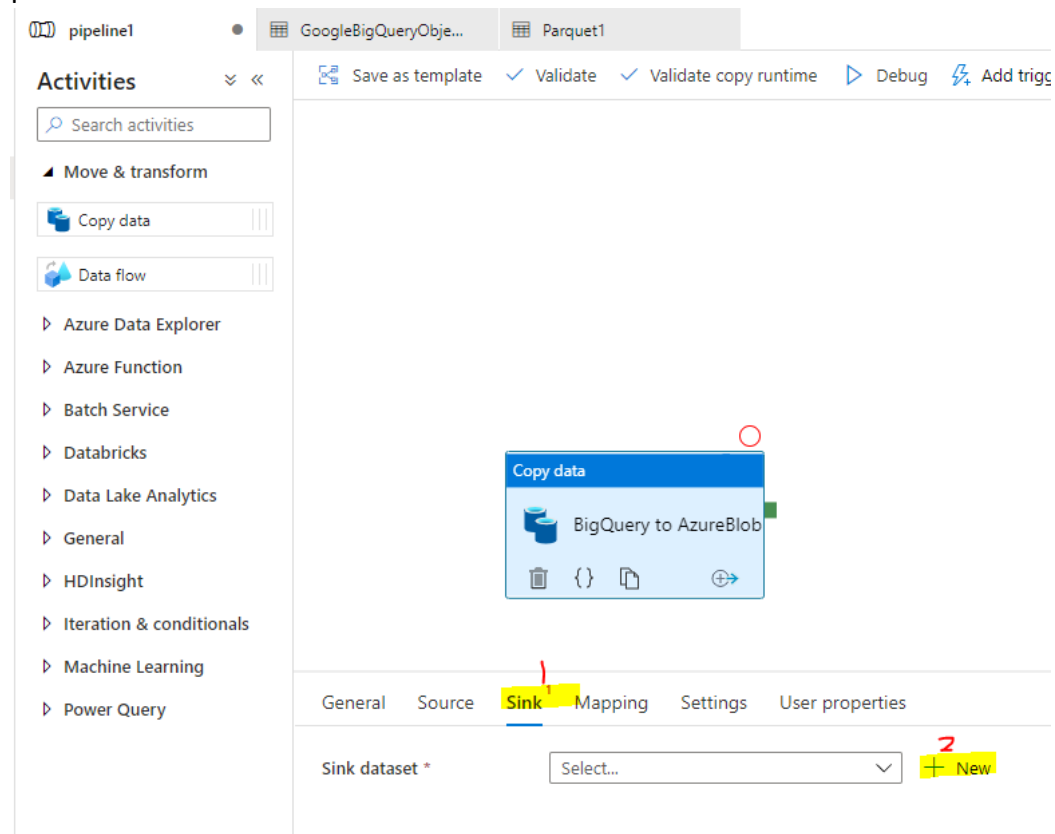 pipeline1
GoogleBigQueryObje...
Parquet1
Activities
Save as template
Validate
Validate copy runtime
Debug
Add trigg
Search activities
Move & transform
Copy data
Data flow
Azure Data Explorer
Azure Function
Batch Service
Databricks
Data Lake Analytics
General
HDInsight
Iteration & conditionals
Machine Learning
Power Query
Copy data
BigQuery to AzureBlob
{}
1
General
Source
Sink 1
Mapping
Settings
User properties
2
Sink dataset *
Select...
+ New